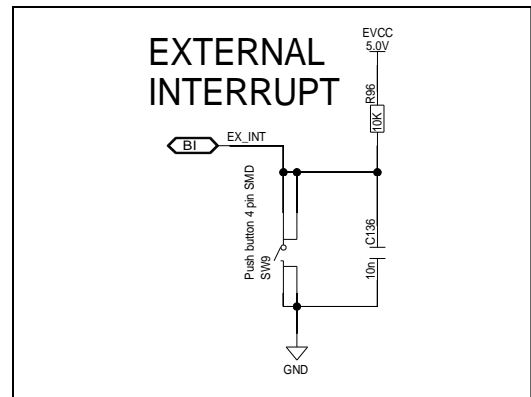 EXTERNAL
INTERRUPT
EVCC
5.0V
R96
10K
BI
EX_INT
Push button 4 pin SMD
SW9
C136
10n
GND